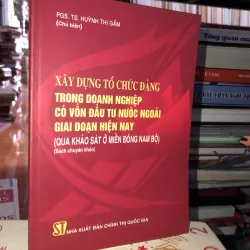 PGS. TS. HUỲNH THỊ GẤM
(Chủ biên)
XÂY DỰNG TỔ CHỨC ĐẢNG
TRONG DOANH NGHIỆP
CÓ VỐN ĐẦU TƯ NƯỚC NGOÀI
GIAI ĐOẠN HIỆN NAY
(QUA KHẢO SÁT Ở MIỀN ĐÔNG NAM BỘ)
(Sách chuyên khảo)
ST NHÀ XUẤT BẢN CHÍNH TRỊ QUỐC GIA